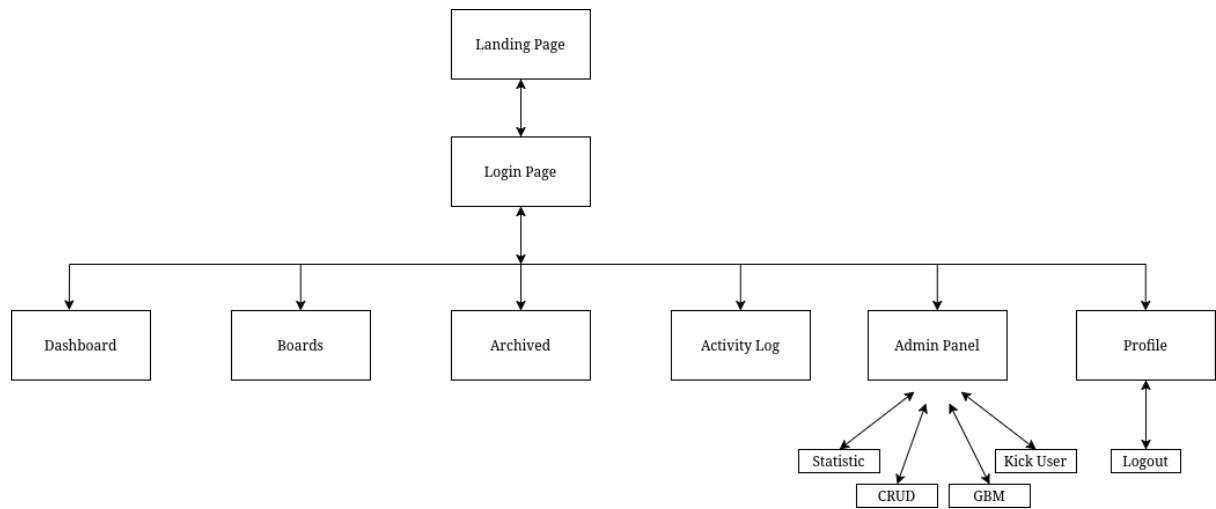 Landing Page
Login Page
Dashboard
Boards
Archived
Activity Log
Admin Panel
Profile
Statistic
Kick User
Logout
CRUD
GBM